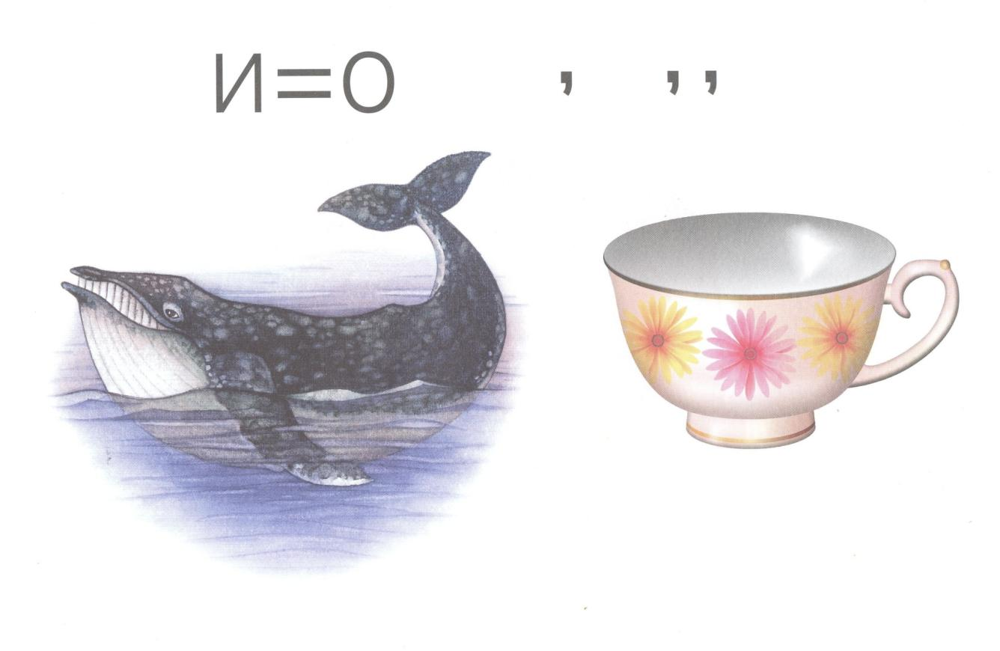 И=О , ,,